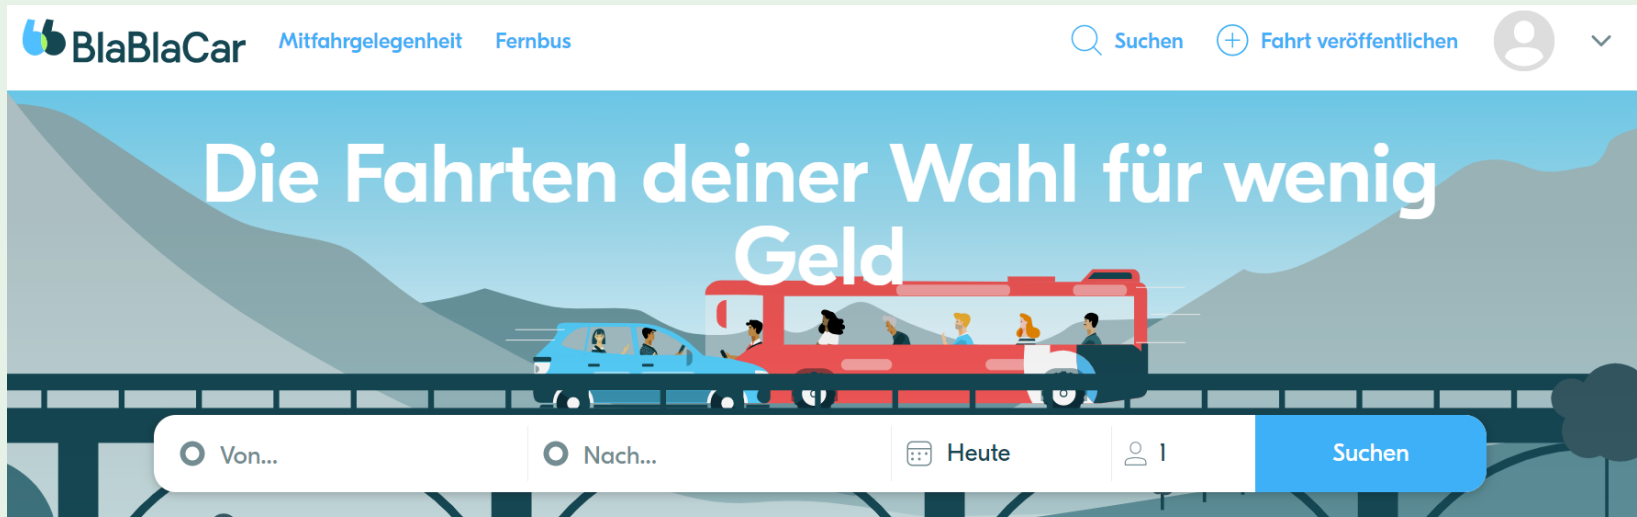 BlaBlaCar Mitfahrgelegenheit Fernbus Suchen Fahrt veröffentlichen
Die Fahrten deiner Wahl für wenig
Geld
Von... Nach... Heute 1 Suchen